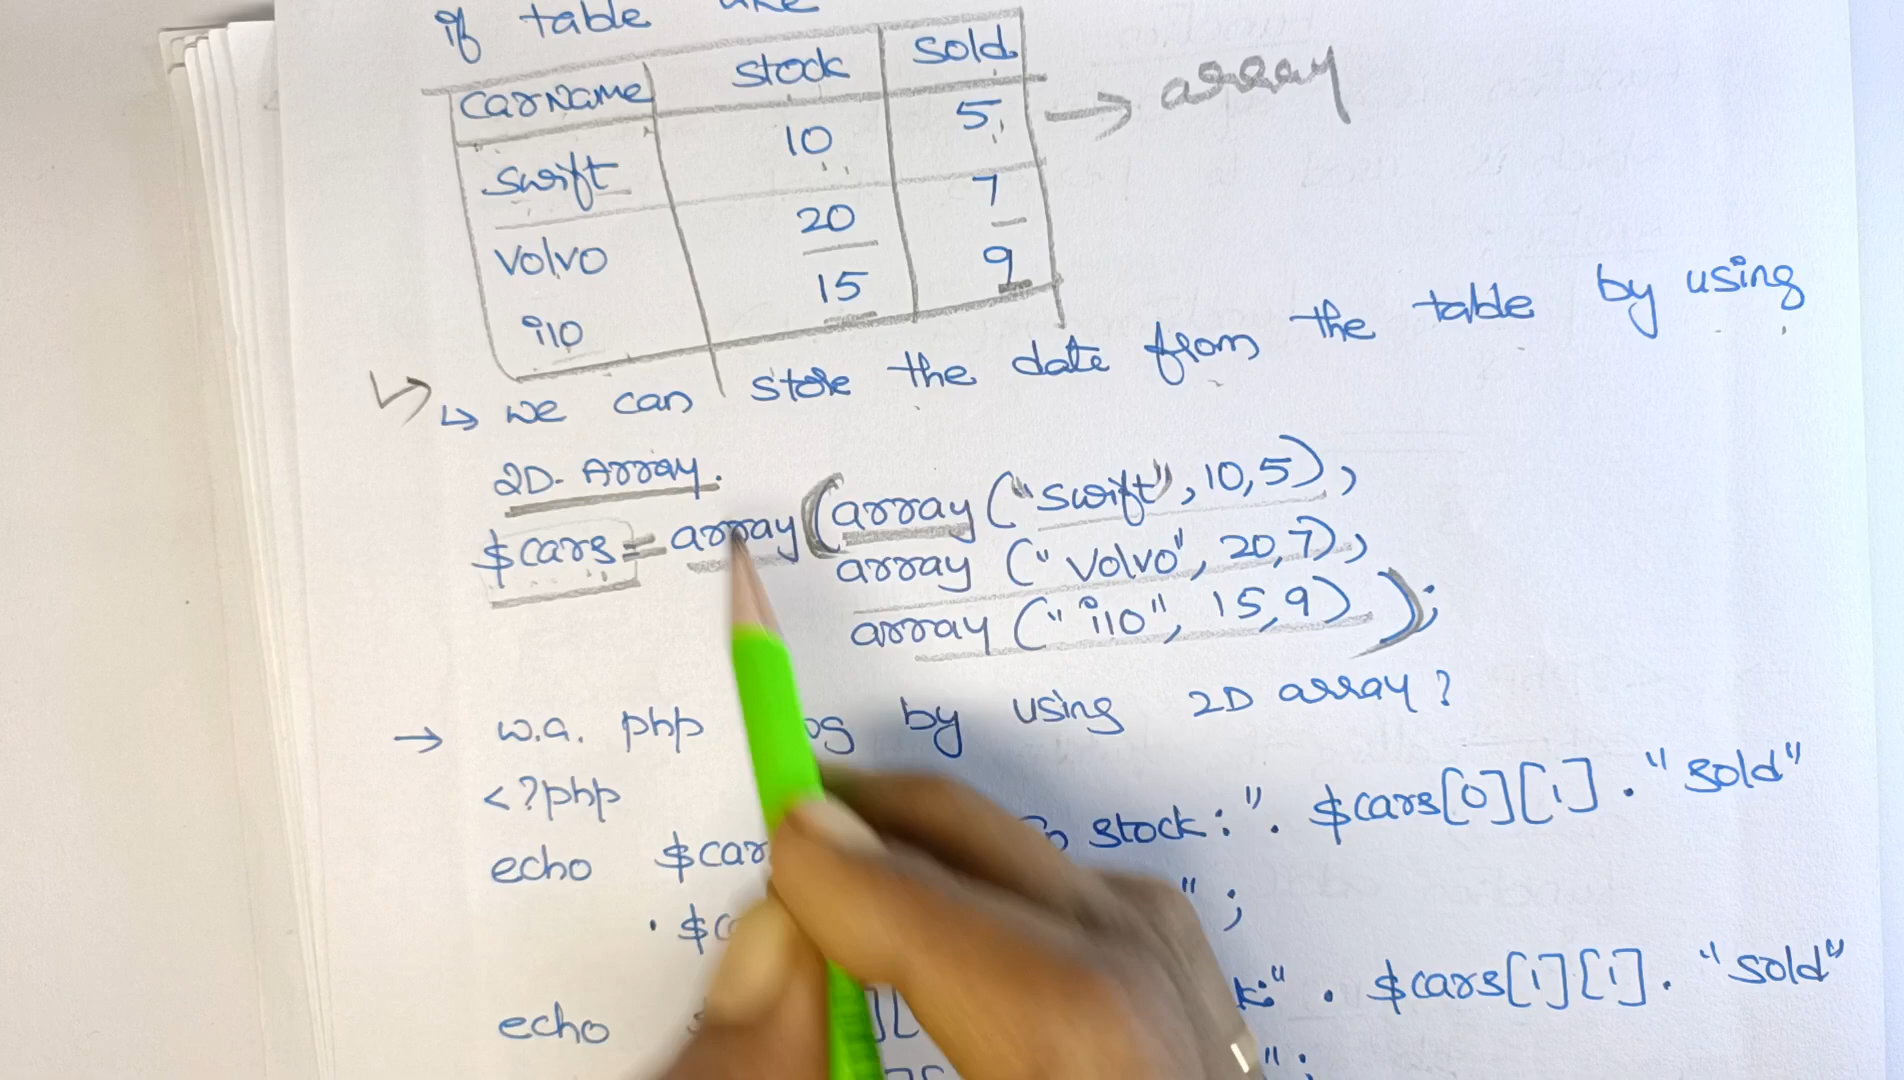 if table like
carName stock sold
swift 10 5 → array
volvo 20 7
i10 15 9
↳ we can store the date from the table by using
2D-Array.
$cars = array (array ("swift", 10,5),
array ("volvo", 20,7),
array ("i10", 15,9) );
→ w.a. php by using 2D array?
<?php
echo $car stock:". $cars[0][1] . "sold"
. $c ";
echo k:" . $cars[1][1]. "sold"
";